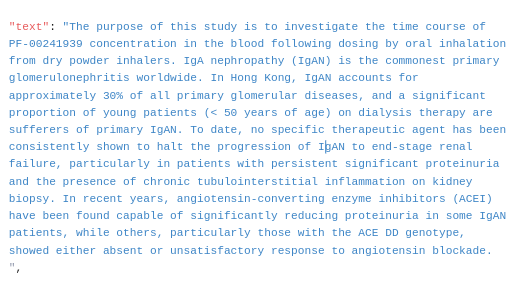 "text": "The purpose of this study is to investigate the time course of
PF-00241939 concentration in the blood following dosing by oral inhalation
from dry powder inhalers. IgA nephropathy (IgAN) is the commonest primary
glomerulonephritis worldwide. In Hong Kong, IgAN accounts for
approximately 30% of all primary glomerular diseases, and a significant
proportion of young patients (< 50 years of age) on dialysis therapy are
sufferers of primary IgAN. To date, no specific therapeutic agent has been
consistently shown to halt the progression of IgAN to end-stage renal
failure, particularly in patients with persistent significant proteinuria
and the presence of chronic tubulointerstitial inflammation on kidney
biopsy. In recent years, angiotensin-converting enzyme inhibitors (ACEI)
have been found capable of significantly reducing proteinuria in some IgAN
patients, while others, particularly those with the ACE DD genotype,
showed either absent or unsatisfactory response to angiotensin blockade.
",